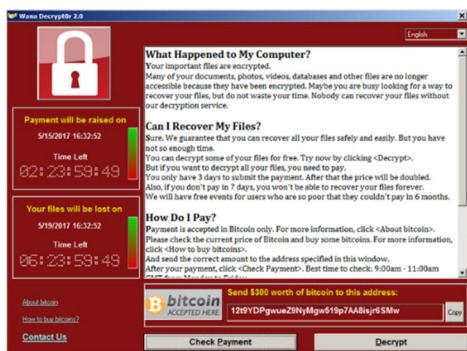 Wana Decrypt0r 2.0
English
What Happened to My Computer?
Your important files are encrypted.
Many of your documents, photos, videos, databases and other files are no longer
accessible because they have been encrypted. Maybe you are busy looking for a way to
recover your files, but do not waste your time. Nobody can recover your files without
our decryption service.
Can I Recover My Files?
Sure. We guarantee that you can recover all your files safely and easily. But you have
not so enough time.
You can decrypt some of your files for free. Try now by clicking <Decrypt>.
But if you want to decrypt all your files, you need to pay.
You only have 3 days to submit the payment. After that the price will be doubled.
Also, if you don't pay in 7 days, you won't be able to recover your files forever.
We will have free events for users who are so poor that they couldn't pay in 6 months.
How Do I Pay?
Payment is accepted in Bitcoin only. For more information, click <About bitcoin>.
Please check the current price of Bitcoin and buy some bitcoins. For more information,
click <How to buy bitcoins>.
And send the correct amount to the address specified in this window.
After your payment, click <Check Payment>. Best time to check: 9:00am - 11:00am
GMT from Monday to Friday.
Payment will be raised on
5/15/2017 16:32:52
Time Left
02:23:59:49
Your files will be lost on
5/19/2017 16:32:52
Time Left
06:23:59:49
About bitcoin
How to buy bitcoins?
Contact Us
bitcoin
ACCEPTED HERE
Send $300 worth of bitcoin to this address:
12t9YDPgwueZ9NyMgw519p7AA8isjr6SMw
Copy
Check Payment
Decrypt